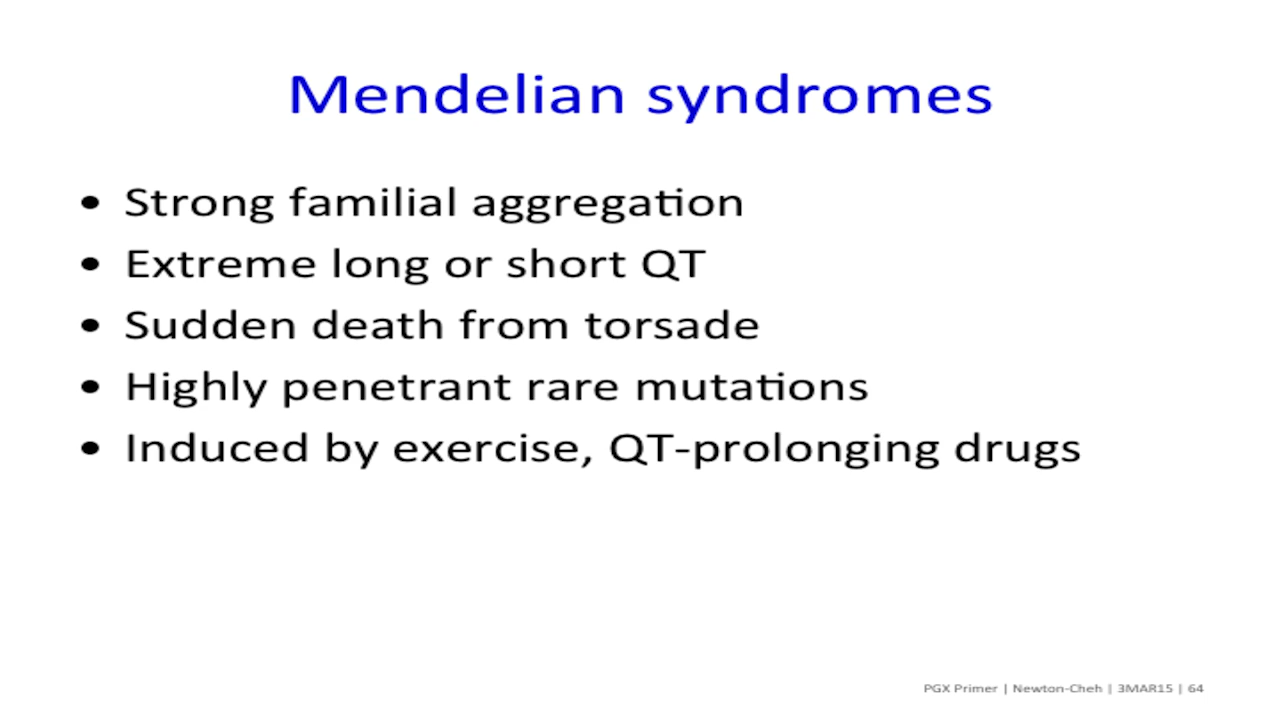 Mendelian syndromes
• Strong familial aggregation
• Extreme long or short QT
• Sudden death from torsade
• Highly penetrant rare mutations
• Induced by exercise, QT-prolonging drugs
PGX Primer | Newton-Cheh | 3MAR15 | 64